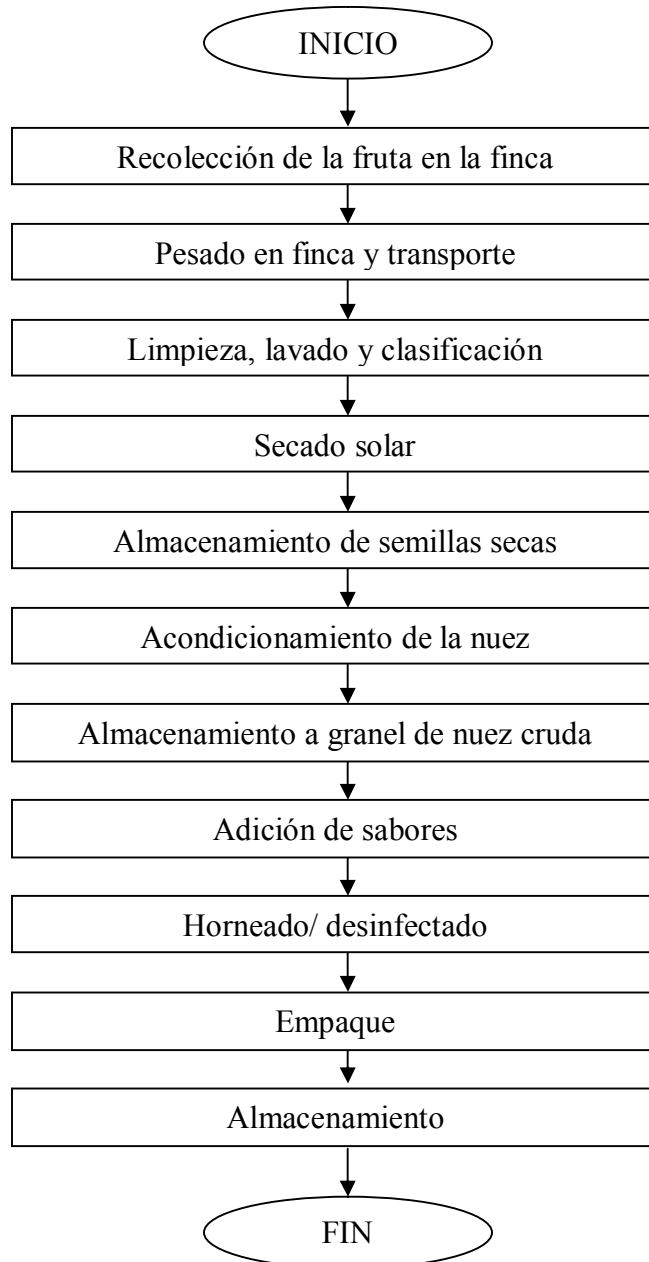 INICIO
Recolección de la fruta en la finca
Pesado en finca y transporte
Limpieza, lavado y clasificación
Secado solar
Almacenamiento de semillas secas
Acondicionamiento de la nuez
Almacenamiento a granel de nuez cruda
Adición de sabores
Horneado/ desinfectado
Empaque
Almacenamiento
FIN